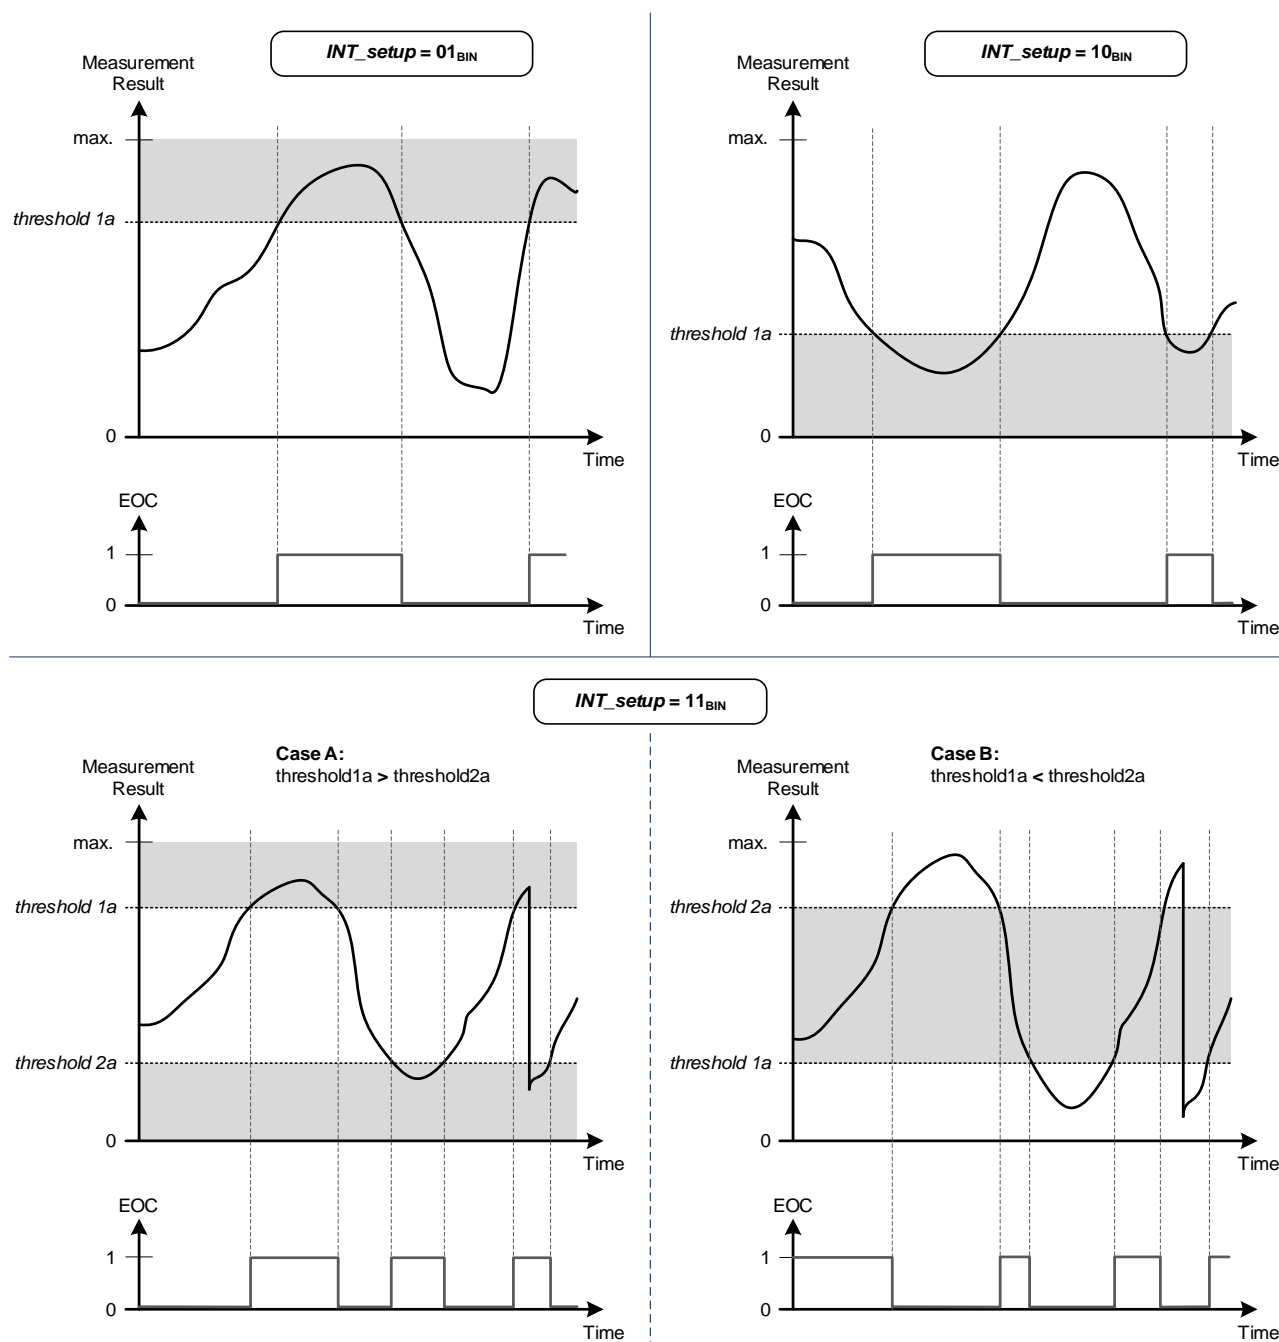 INT_setup = 01BIN
Measurement
Result
max.
threshold 1a
0
Time
EOC
1
0
Time
INT_setup = 10BIN
Measurement
Result
max.
threshold 1a
0
Time
EOC
1
0
Time
INT_setup = 11BIN
Case A:
threshold1a > threshold2a
Measurement
Result
max.
threshold 1a
threshold 2a
0
Time
EOC
1
0
Time
Case B:
threshold1a < threshold2a
Measurement
Result
max.
threshold 2a
threshold 1a
0
Time
EOC
1
0
Time